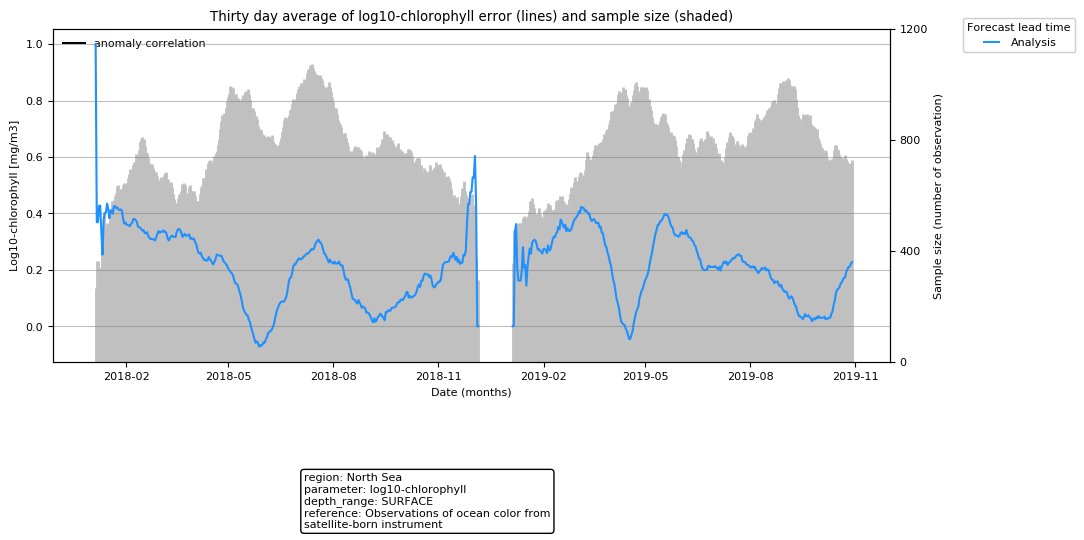 Thirty day average of log10-chlorophyll error (lines) and sample size (shaded)
Forecast lead time
Analysis
anomaly correlation
Log10-chlorophyll [mg/m3]
1.0
0.8
0.6
0.4
0.2
0.0
1200
800
400
0
Sample size (number of observation)
2018-02 2018-05 2018-08 2018-11 2019-02 2019-05 2019-08 2019-11
Date (months)
region: North Sea
parameter: log10-chlorophyll
depth_range: SURFACE
reference: Observations of ocean color from
satellite-born instrument